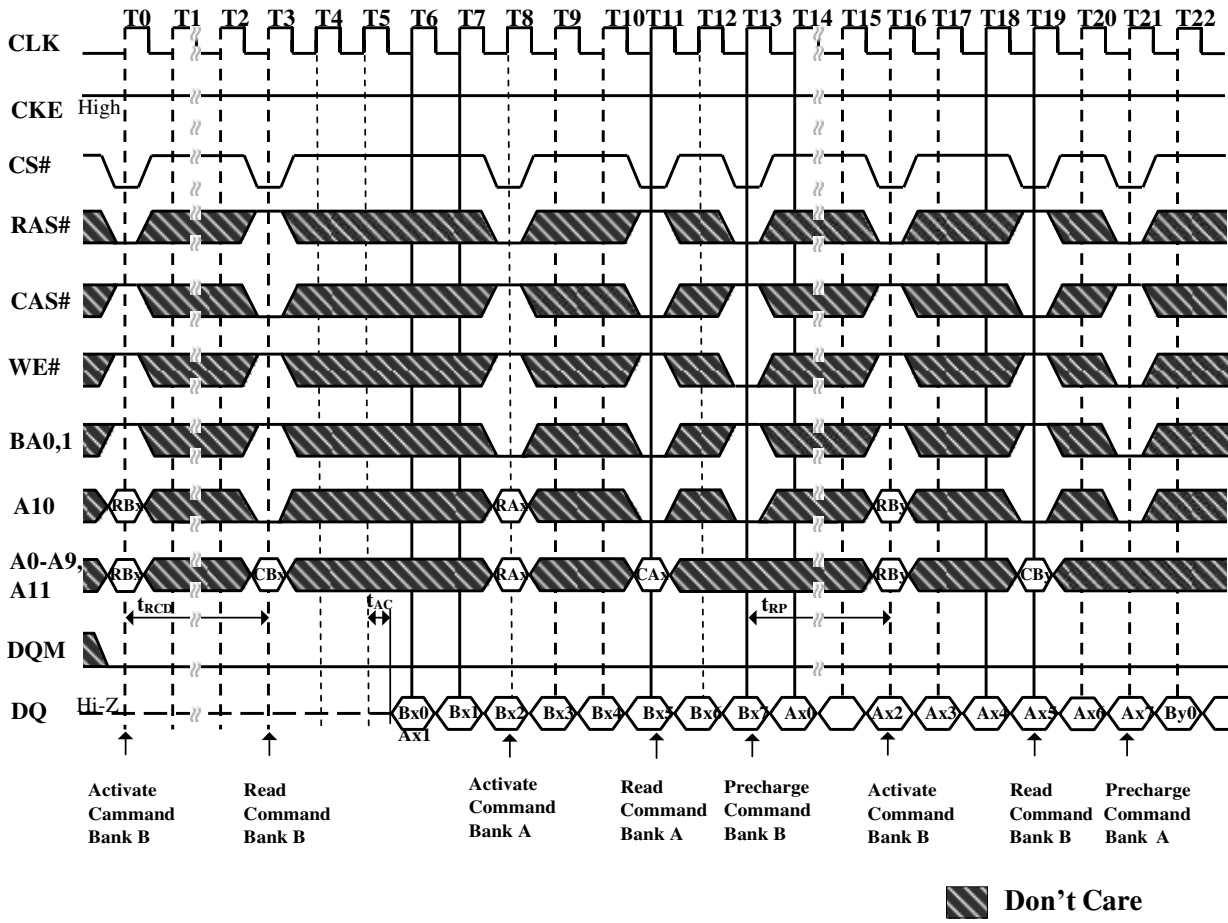 T0 T1 T2 T3 T4 T5 T6 T7 T8 T9 T10 T11 T12 T13 T14 T15 T16 T17 T18 T19 T20 T21 T22
CLK
CKE High
CS#
RAS#
CAS#
WE#
BA0,1
A10 RBx RAx RBy
A0-A9,
A11
RBx CBx RAx CAx RBy CBy
tRCD tAC tRP
DQM
DQ Hi-Z Bx0 Bx1 Bx2 Bx3 Bx4 Bx5 Bx6 Bx7 Ax0 Ax2 Ax3 Ax4 Ax5 Ax6 Ax7 By0
Ax1
Activate
Cammand
Bank B
Read
Command
Bank B
Activate
Command
Bank A
Read
Command
Bank A
Precharge
Command
Bank B
Activate
Command
Bank B
Read
Command
Bank B
Precharge
Command
Bank A
Don't Care